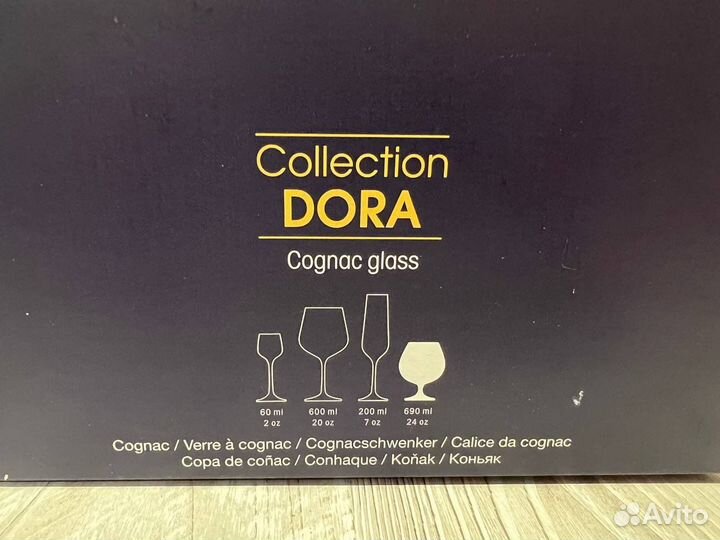 Collection
DORA
Cognac glass
60 ml 600 ml 200 ml 690 ml
2 oz 20 oz 7 oz 24 oz
Cognac / Verre à cognac / Cognacschwenker / Calice da cognac
Copa de coñac / Conhaque / Koňak / Коньяк
Avito